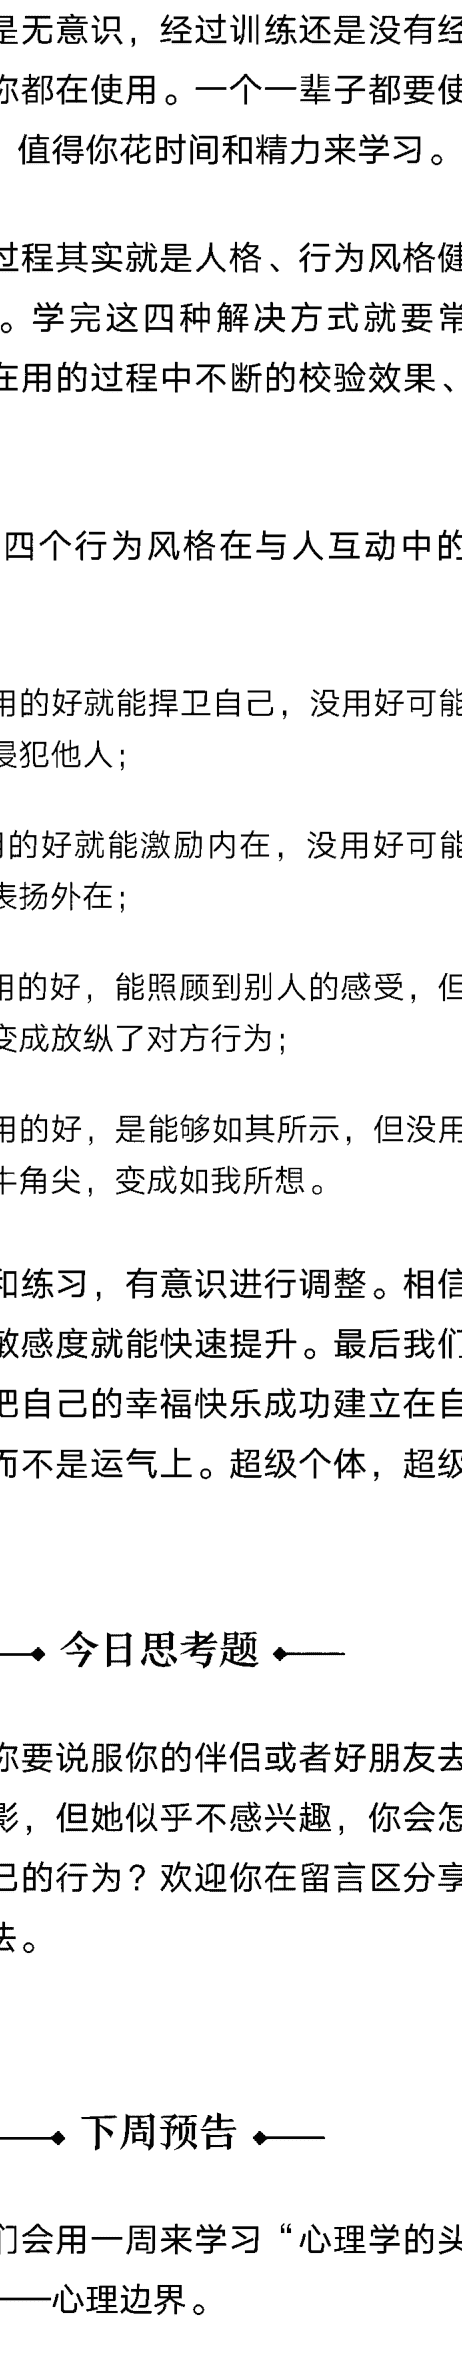 是无意识，经过训练还是没有经
你都在使用。一个一辈子都要使
值得你花时间和精力来学习。
过程其实就是人格、行为风格健
。学完这四种解决方式就要常
在用的过程中不断的校验效果、
四个行为风格在与人互动中的
用的好就能捍卫自己，没用好可能
侵犯他人；
用的好就能激励内在，没用好可能
表扬外在；
用的好，能照顾到别人的感受，但
变成放纵了对方行为；
用的好，是能够如其所示，但没用
牛角尖，变成如我所想。
和练习，有意识进行调整。相信
敏感度就能快速提升。最后我们
把自己的幸福快乐成功建立在自
而不是运气上。超级个体，超级
今日思考题
你要说服你的伴侣或者好朋友去
影，但她似乎不感兴趣，你会怎
己的行为？欢迎你在留言区分享
法。
下周预告
们会用一周来学习“心理学的头
——心理边界。